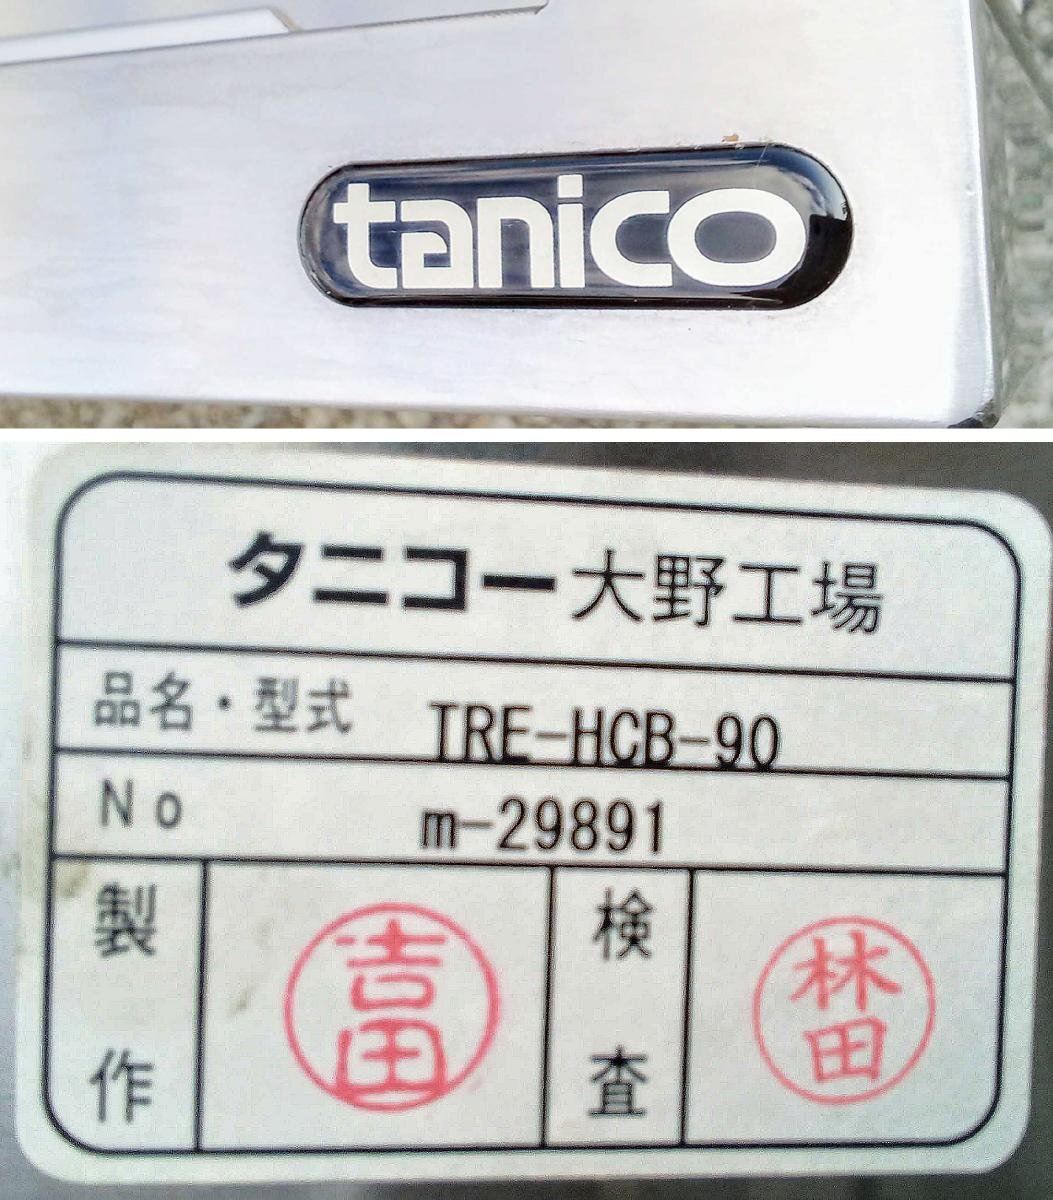 tanico
タニコー大野工場
品名・型式 TRE-HCB-90
No m-29891
製作 吉田 検査 林田